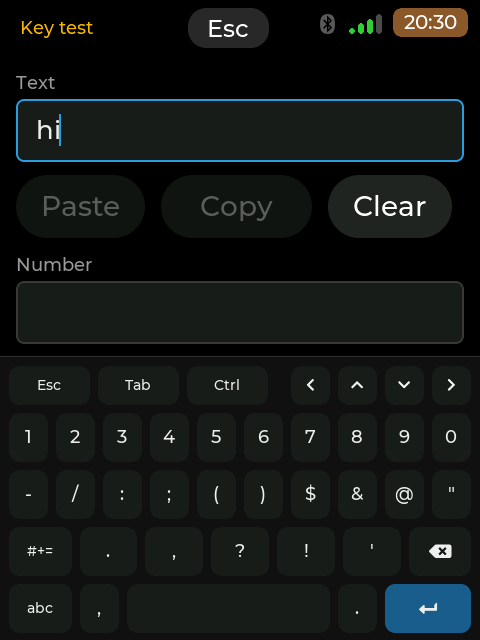 Key test
Esc
20:30
Text
hi
Paste Copy Clear
Number
Esc Tab Ctrl
1 2 3 4 5 6 7 8 9 0
- / : ; ( ) $ & @ "
#+= . , ? ! '
abc , .